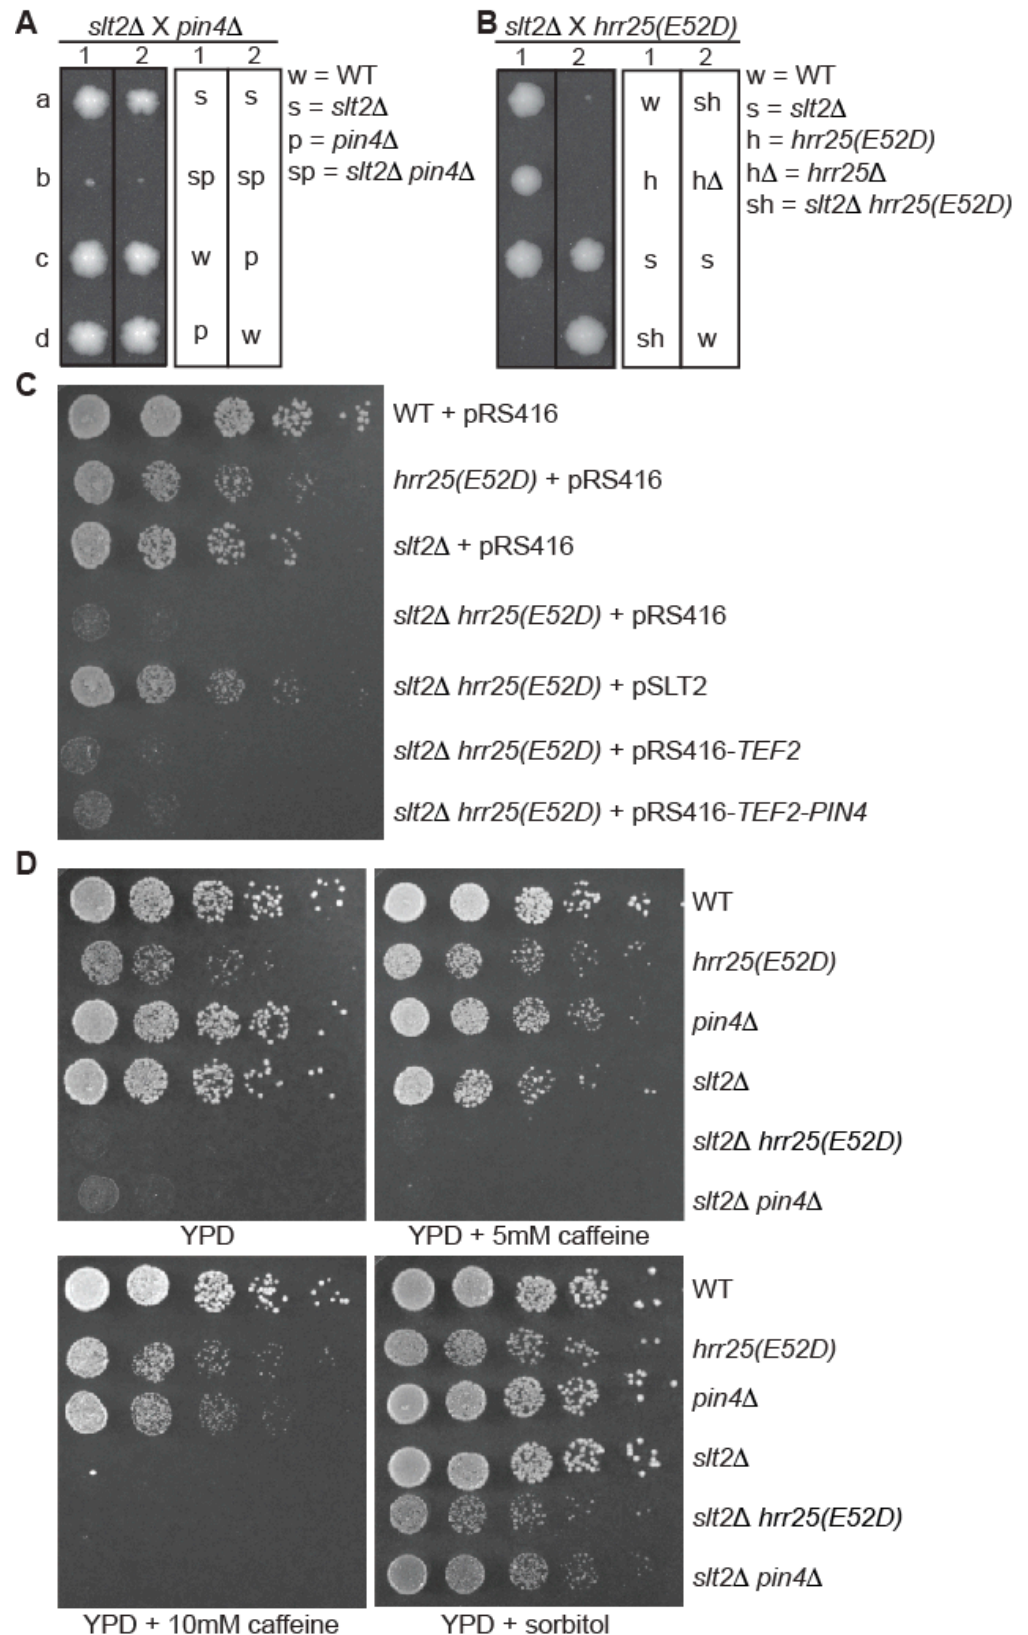 A
slt2Δ X pin4Δ
1 2 1 2
a s s
b sp sp
c w p
d p w
w = WT
s = slt2Δ
p = pin4Δ
sp = slt2Δ pin4Δ
B
slt2Δ X hrr25(E52D)
1 2 1 2
w sh
h hΔ
s s
sh w
w = WT
s = slt2Δ
h = hrr25(E52D)
hΔ = hrr25Δ
sh = slt2Δ hrr25(E52D)
C
WT + pRS416
hrr25(E52D) + pRS416
slt2Δ + pRS416
slt2Δ hrr25(E52D) + pRS416
slt2Δ hrr25(E52D) + pSLT2
slt2Δ hrr25(E52D) + pRS416-TEF2
slt2Δ hrr25(E52D) + pRS416-TEF2-PIN4
D
WT
hrr25(E52D)
pin4Δ
slt2Δ
slt2Δ hrr25(E52D)
slt2Δ pin4Δ
YPD
YPD + 5mM caffeine
WT
hrr25(E52D)
pin4Δ
slt2Δ
slt2Δ hrr25(E52D)
slt2Δ pin4Δ
YPD + 10mM caffeine
YPD + sorbitol